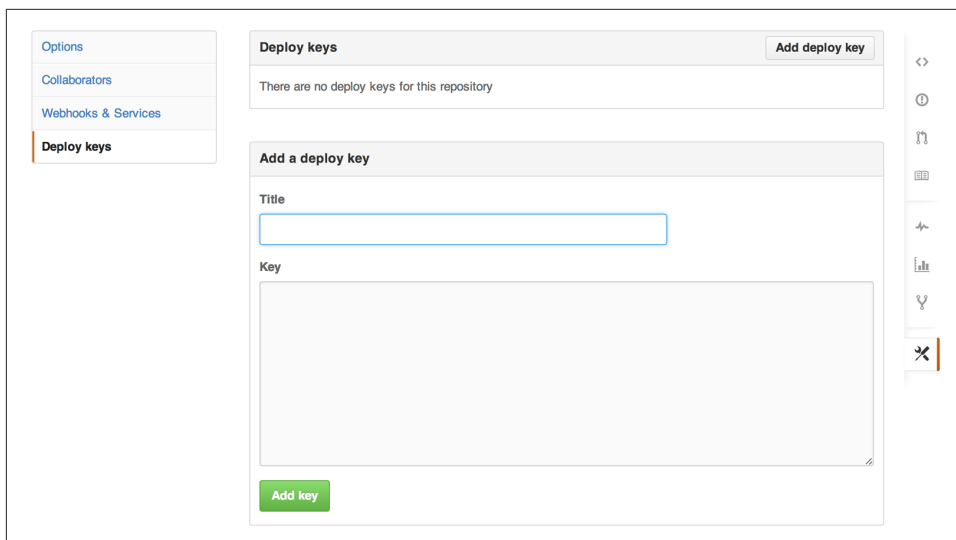 Options
Collaborators
Webhooks & Services
Deploy keys
Deploy keys
Add deploy key
There are no deploy keys for this repository
Add a deploy key
Title
Key
Add key